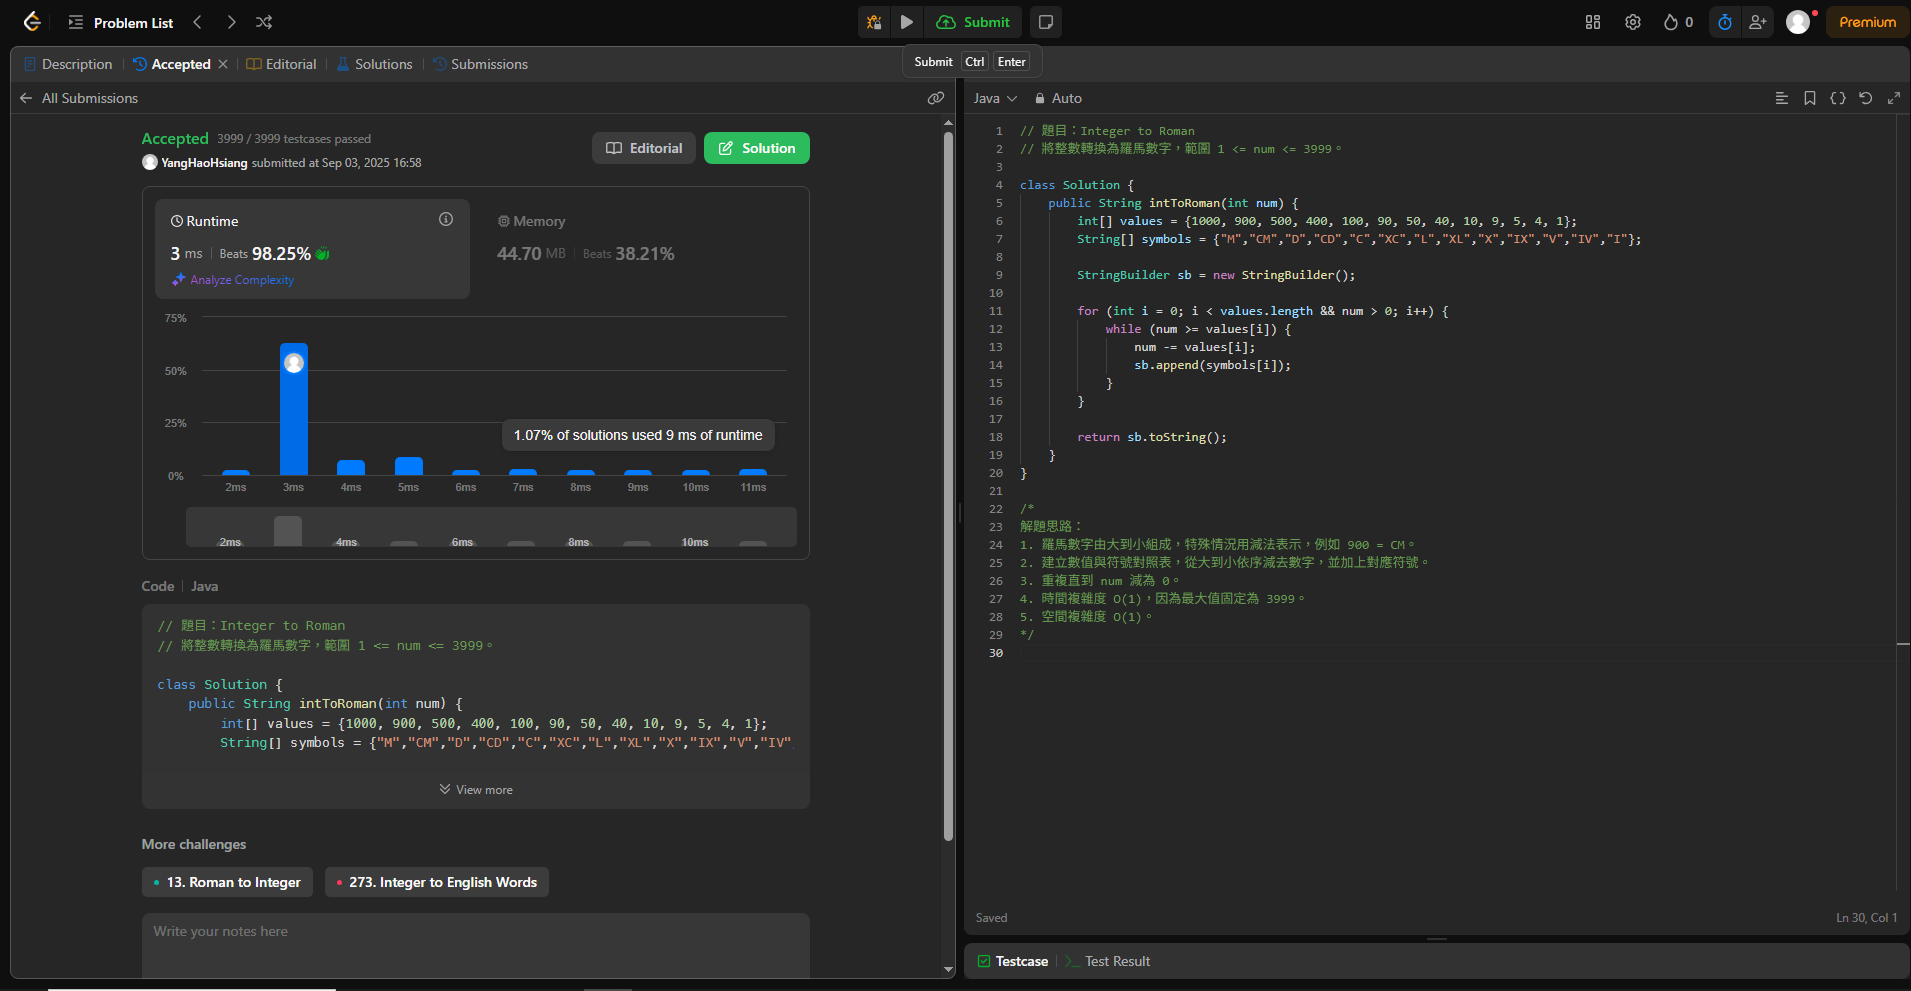 Problem List
Submit
0
Premium
Submit Ctrl Enter
Description
Accepted
Editorial
Solutions
Submissions
All Submissions
Accepted 3999 / 3999 testcases passed
YangHaoHsiang submitted at Sep 03, 2025 16:58
Editorial
Solution
Runtime
3 ms Beats 98.25%
Analyze Complexity
Memory
44.70 MB Beats 38.21%
75%
50%
25%
0%
1.07% of solutions used 9 ms of runtime
2ms 3ms 4ms 5ms 6ms 7ms 8ms 9ms 10ms 11ms
2ms 4ms 6ms 8ms 10ms
Code Java
// 題目：Integer to Roman
// 將整數轉換為羅馬數字，範圍 1 <= num <= 3999。
class Solution {
public String intToRoman(int num) {
int[] values = {1000, 900, 500, 400, 100, 90, 50, 40, 10, 9, 5, 4, 1};
String[] symbols = {"M","CM","D","CD","C","XC","L","XL","X","IX","V","IV"
View more
More challenges
13. Roman to Integer
273. Integer to English Words
Write your notes here
Java Auto
1 // 題目：Integer to Roman
2 // 將整數轉換為羅馬數字，範圍 1 <= num <= 3999。
3
4 class Solution {
5 public String intToRoman(int num) {
6 int[] values = {1000, 900, 500, 400, 100, 90, 50, 40, 10, 9, 5, 4, 1};
7 String[] symbols = {"M","CM","D","CD","C","XC","L","XL","X","IX","V","IV","I"};
8
9 StringBuilder sb = new StringBuilder();
10
11 for (int i = 0; i < values.length && num > 0; i++) {
12 while (num >= values[i]) {
13 num -= values[i];
14 sb.append(symbols[i]);
15 }
16 }
17
18 return sb.toString();
19 }
20 }
21
22 /*
23 解題思路：
24 1. 羅馬數字由大到小組成，特殊情況用減法表示，例如 900 = CM。
25 2. 建立數值與符號對照表，從大到小依序減去數字，並加上對應符號。
26 3. 重複直到 num 減為 0。
27 4. 時間複雜度 O(1)，因為最大值固定為 3999。
28 5. 空間複雜度 O(1)。
29 */
30
Saved
Ln 30, Col 1
Testcase
Test Result